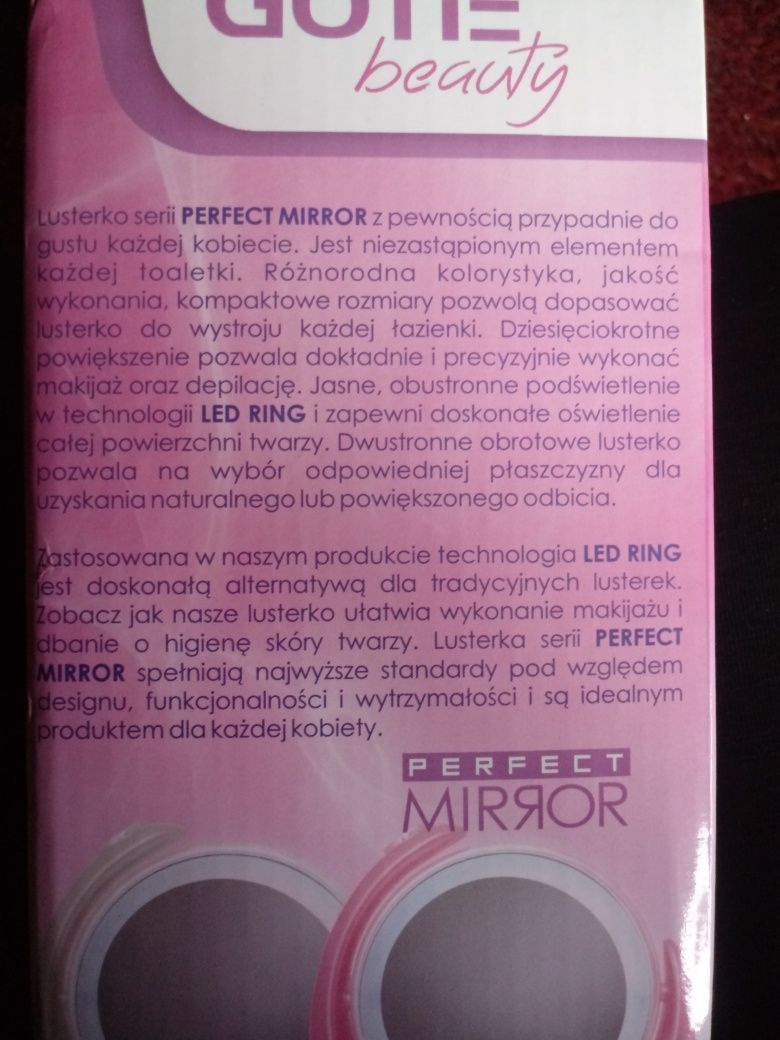 GOTIE
beauty
Lusterko serii PERFECT MIRROR z pewnością przypadnie do
gustu każdej kobiecie. Jest niezastąpionym elementem
każdej toaletki. Różnorodna kolorystyka, jakość
wykonania, kompaktowe rozmiary pozwolą dopasować
lusterko do wystroju każdej łazienki. Dziesięciokrotne
powiększenie pozwala dokładnie i precyzyjnie wykonać
makijaż oraz depilację. Jasne, obustronne podświetlenie
w technologii LED RING i zapewni doskonałe oświetlenie
całej powierzchni twarzy. Dwustronne obrotowe lusterko
pozwala na wybór odpowiedniej płaszczyzny dla
uzyskania naturalnego lub powiększonego odbicia.
Zastosowana w naszym produkcie technologia LED RING
jest doskonałą alternatywą dla tradycyjnych lusterek.
Zobacz jak nasze lusterko ułatwia wykonanie makijażu i
dbanie o higienę skóry twarzy. Lusterka serii PERFECT
MIRROR spełniają najwyższe standardy pod względem
designu, funkcjonalności i wytrzymałości i są idealnym
produktem dla każdej kobiety.
PERFECT
MIRROR